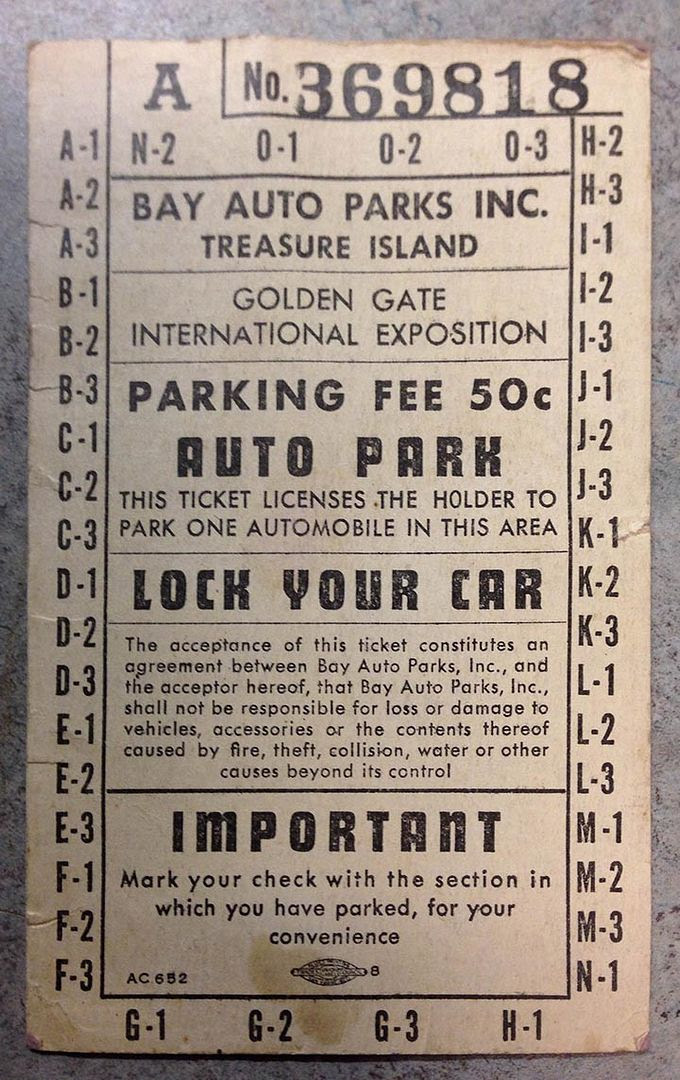 A No. 369818
N-2 O-1 O-2 O-3
A-1
A-2
A-3
B-1
B-2
B-3
C-1
C-2
C-3
D-1
D-2
D-3
E-1
E-2
E-3
F-1
F-2
F-3
BAY AUTO PARKS INC.
TREASURE ISLAND
GOLDEN GATE
INTERNATIONAL EXPOSITION
PARKING FEE 50c
AUTO PARK
THIS TICKET LICENSES THE HOLDER TO
PARK ONE AUTOMOBILE IN THIS AREA
LOCK YOUR CAR
The acceptance of this ticket constitutes an
agreement between Bay Auto Parks, Inc., and
the acceptor hereof, that Bay Auto Parks, Inc.,
shall not be responsible for loss or damage to
vehicles, accessories or the contents thereof
caused by fire, theft, collision, water or other
causes beyond its control
IMPORTANT
Mark your check with the section in
which you have parked, for your
convenience
AC 652 8
H-2
H-3
I-1
I-2
I-3
J-1
J-2
J-3
K-1
K-2
K-3
L-1
L-2
L-3
M-1
M-2
M-3
N-1
G-1 G-2 G-3 H-1